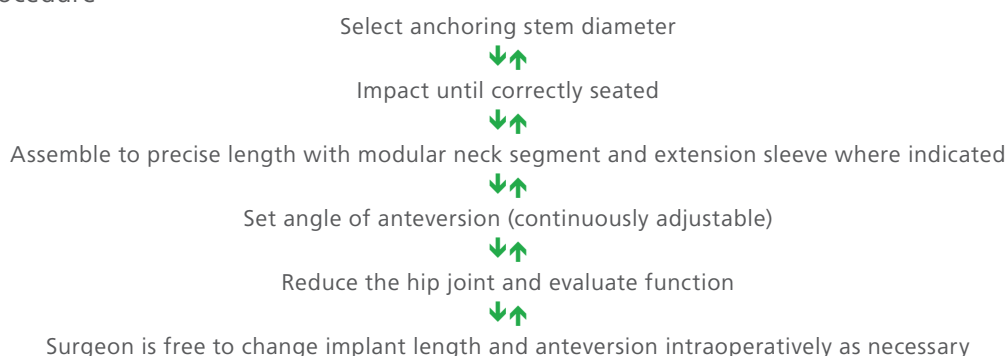 Select anchoring stem diameter
Impact until correctly seated
Assemble to precise length with modular neck segment and extension sleeve where indicated
Set angle of anteversion (continuously adjustable)
Reduce the hip joint and evaluate function
Surgeon is free to change implant length and anteversion intraoperatively as necessary